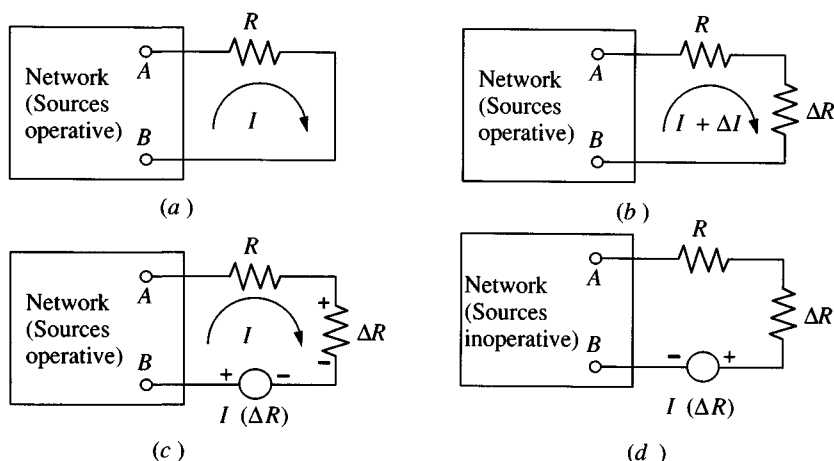 R
A
Network
(Sources
operative)
I
B
(a)
R
A
Network
(Sources
operative)
I + ΔI
ΔR
B
(b)
R
A
Network
(Sources
operative)
I
+
ΔR
−
B
+ −
I (ΔR)
(c)
R
A
Network
(Sources
inoperative)
ΔR
B
− +
I (ΔR)
(d)